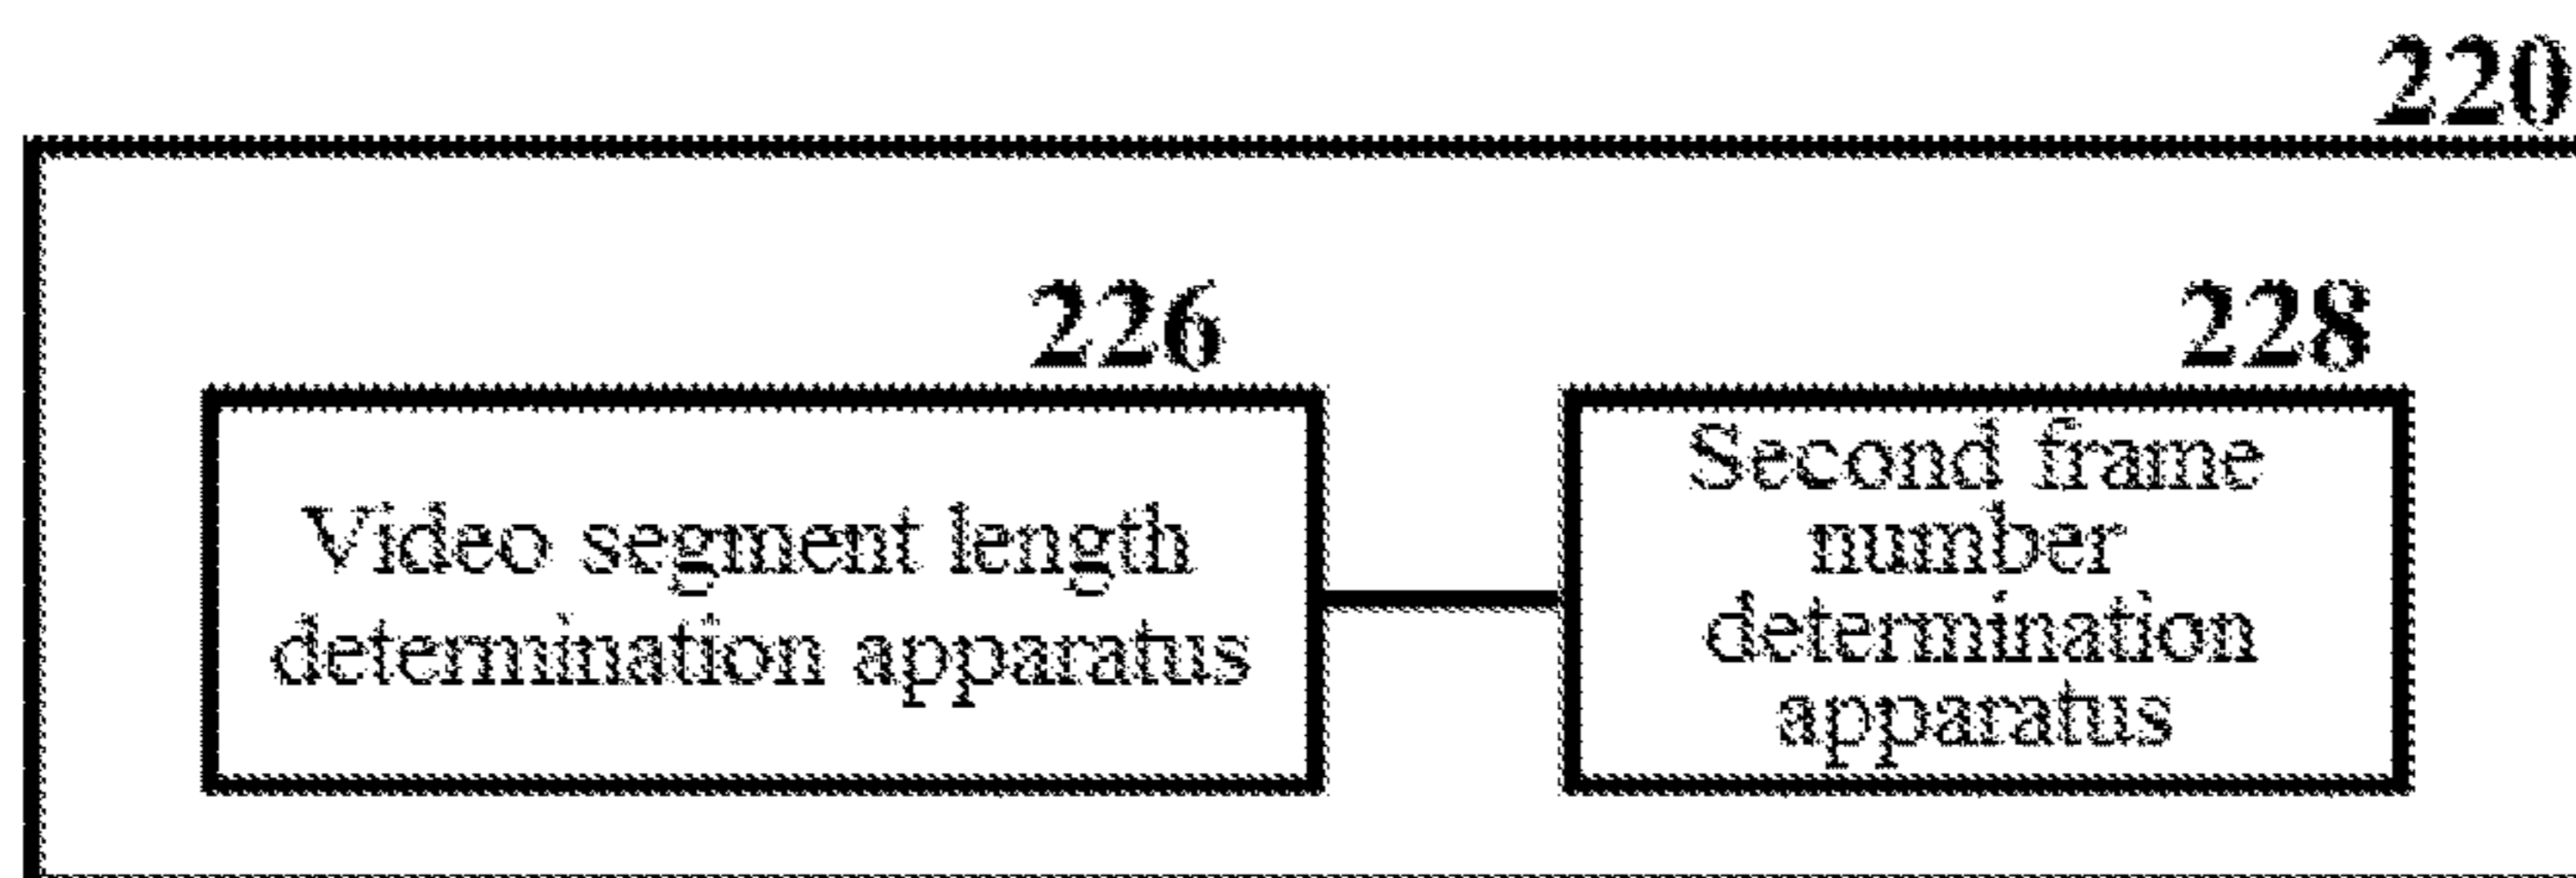 220
226
228
Video segment length
determination apparatus
Second frame
number
determination
apparatus